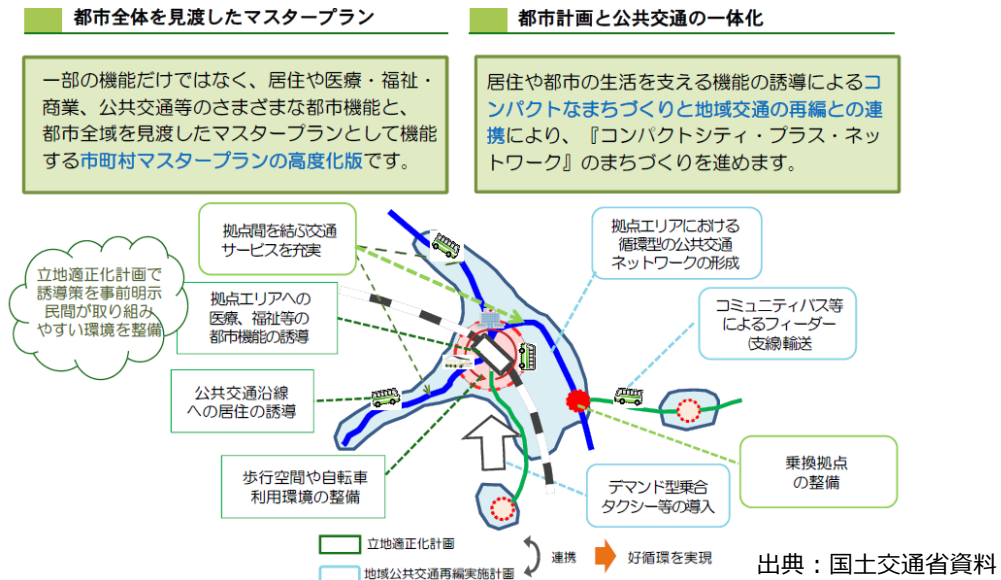 都市全体を見渡したマスタープラン
都市計画と公共交通の一体化
一部の機能だけではなく、居住や医療・福祉・
商業、公共交通等のさまざまな都市機能と、
都市全域を見渡したマスタープランとして機能
する市町村マスタープランの高度化版です。
居住や都市の生活を支える機能の誘導によるコ
ンパクトなまちづくりと地域交通の再編との連
携により、『コンパクトシティ・プラス・ネッ
トワーク』のまちづくりを進めます。
立地適正化計画で
誘導策を事前明示
民間が取り組み
やすい環境を整備
拠点間を結ぶ交通
サービスを充実
拠点エリアへの
医療、福祉等の
都市機能の誘導
公共交通沿線
への居住の誘導
歩行空間や自転車
利用環境の整備
拠点エリアにおける
循環型の公共交通
ネットワークの形成
コミュニティバス等
によるフィーダー
(支線)輸送
乗換拠点
の整備
デマンド型乗合
タクシー等の導入
立地適正化計画
地域公共交通再編実施計画
連携
好循環を実現
出典：国土交通省資料